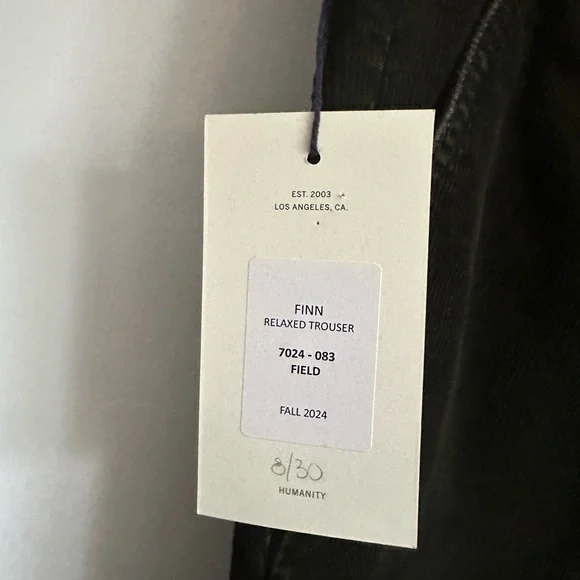 EST. 2003
LOS ANGELES, CA.
FINN
RELAXED TROUSER
7024 - 083
FIELD
FALL 2024
8/30
HUMANITY